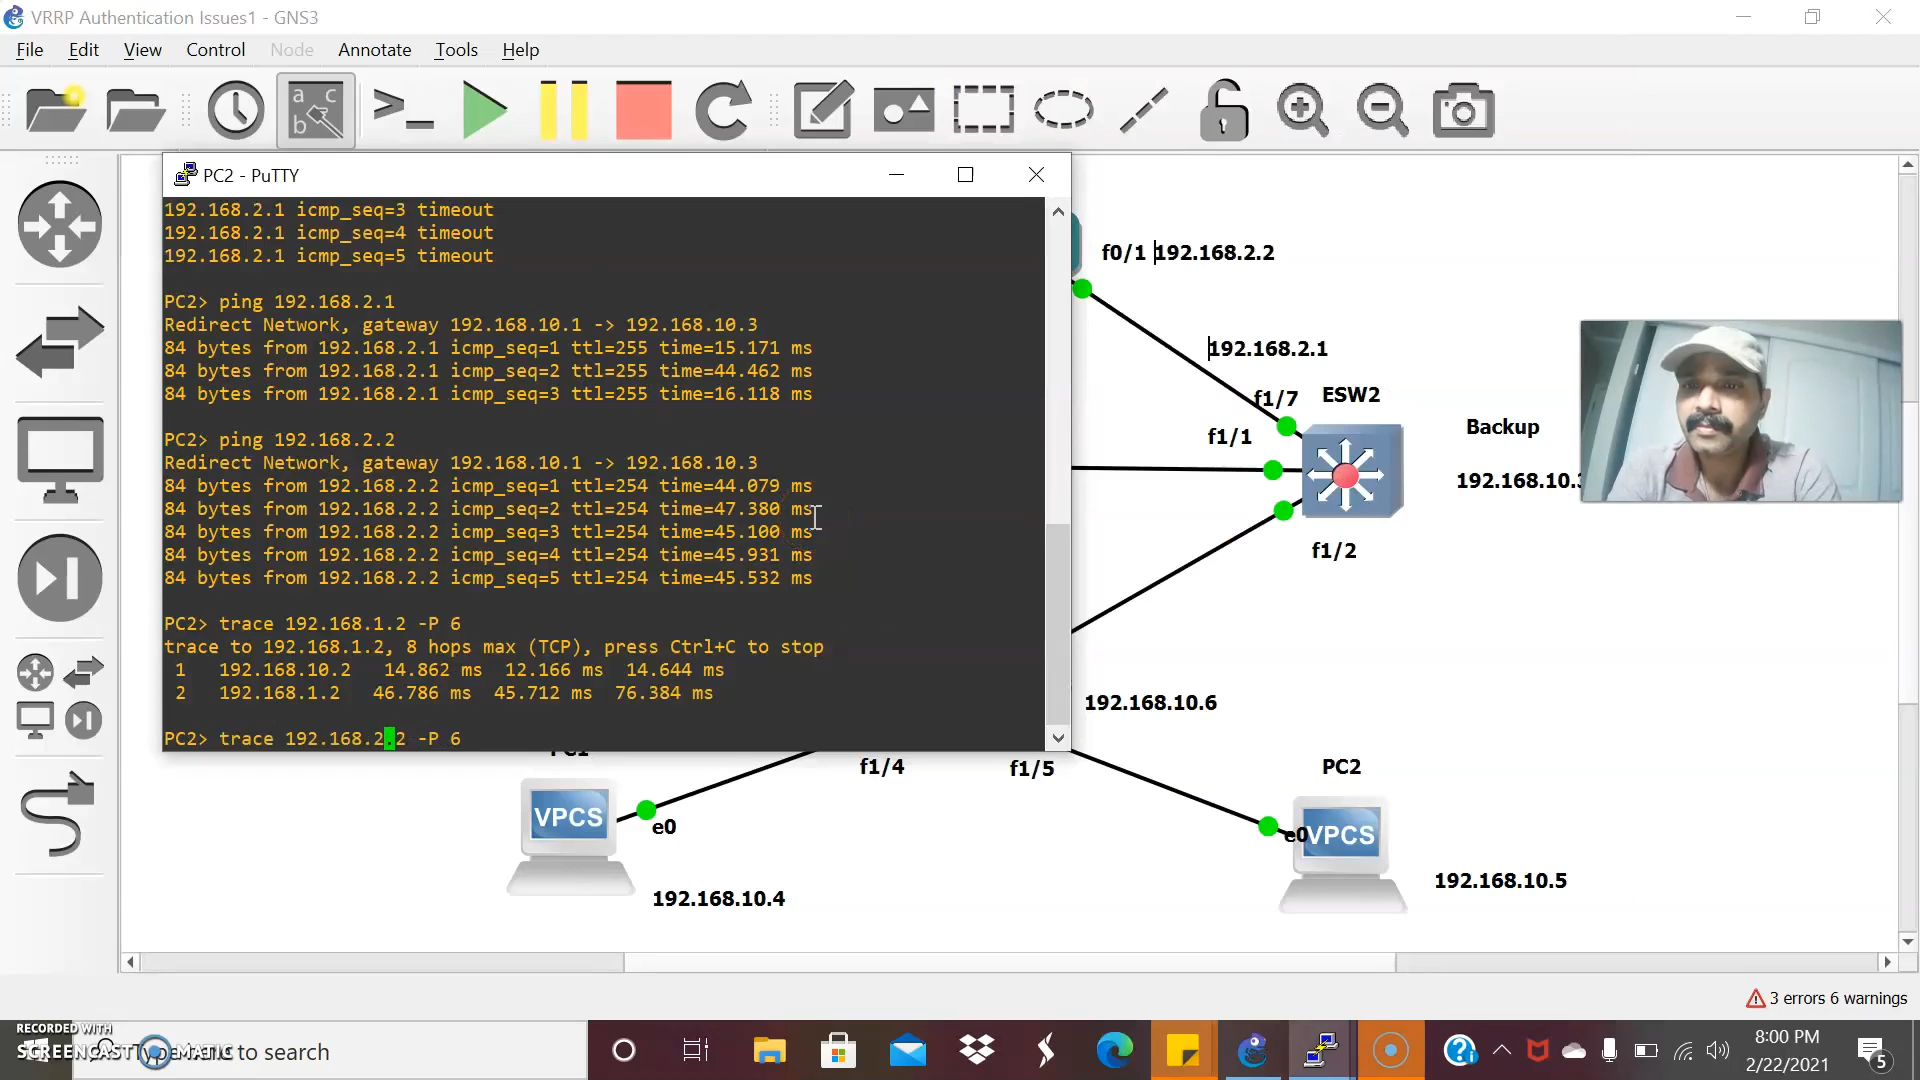 VRRP Authentication Issues1 - GNS3
File Edit View Control Node Annotate Tools Help
a c
b
PC2 - PuTTY
192.168.2.1 icmp_seq=3 timeout
192.168.2.1 icmp_seq=4 timeout
192.168.2.1 icmp_seq=5 timeout
PC2> ping 192.168.2.1
Redirect Network, gateway 192.168.10.1 -> 192.168.10.3
84 bytes from 192.168.2.1 icmp_seq=1 ttl=255 time=15.171 ms
84 bytes from 192.168.2.1 icmp_seq=2 ttl=255 time=44.462 ms
84 bytes from 192.168.2.1 icmp_seq=3 ttl=255 time=16.118 ms
PC2> ping 192.168.2.2
Redirect Network, gateway 192.168.10.1 -> 192.168.10.3
84 bytes from 192.168.2.2 icmp_seq=1 ttl=254 time=44.079 ms
84 bytes from 192.168.2.2 icmp_seq=2 ttl=254 time=47.380 ms
84 bytes from 192.168.2.2 icmp_seq=3 ttl=254 time=45.100 ms
84 bytes from 192.168.2.2 icmp_seq=4 ttl=254 time=45.931 ms
84 bytes from 192.168.2.2 icmp_seq=5 ttl=254 time=45.532 ms
PC2> trace 192.168.1.2 -P 6
trace to 192.168.1.2, 8 hops max (TCP), press Ctrl+C to stop
1 192.168.10.2 14.862 ms 12.166 ms 14.644 ms
2 192.168.1.2 46.786 ms 45.712 ms 76.384 ms
PC2> trace 192.168.2.2 -P 6
f0/1 192.168.2.2
192.168.2.1
f1/7 ESW2
f1/1
Backup
192.168.10.3
f1/2
192.168.10.6
PC1
f1/4
f1/5
PC2
VPCS
e0
192.168.10.4
e0
VPCS
192.168.10.5
3 errors 6 warnings
RECORDED WITH
SCREENCAST MATIC
Type to search
8:00 PM
2/22/2021
5